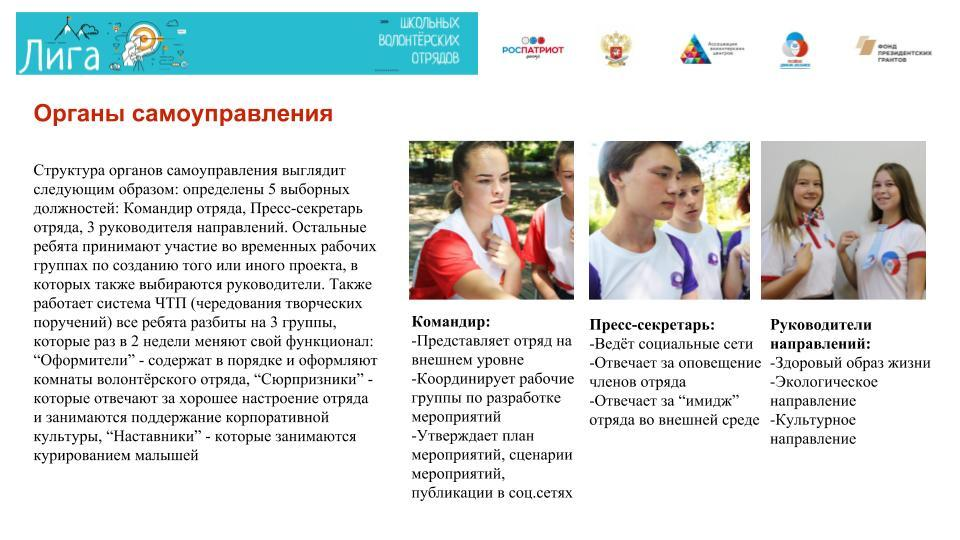 Лига
ШКОЛЬНЫХ
ВОЛОНТЁРСКИХ
ОТРЯДОВ
РОСПАТРИОТ
центр
Ассоциация
волонтерских
центров
ФОНД
ПРЕЗИДЕНТСКИХ
ГРАНТОВ
Органы самоуправления
Структура органов самоуправления выглядит
следующим образом: определены 5 выборных
должностей: Командир отряда, Пресс-секретарь
отряда, 3 руководителя направлений. Остальные
ребята принимают участие во временных рабочих
группах по созданию того или иного проекта, в
которых также выбираются руководители. Также
работает система ЧТП (чередования творческих
поручений) все ребята разбиты на 3 группы,
которые раз в 2 недели меняют свой функционал:
“Оформители” - содержат в порядке и оформляют
комнаты волонтёрского отряда, “Сюрпризники” -
которые отвечают за хорошее настроение отряда
и занимаются поддержание корпоративной
культуры, “Наставники” - которые занимаются
курированием малышей
Командир:
-Представляет отряд на
внешнем уровне
-Координирует рабочие
группы по разработке
мероприятий
-Утверждает план
мероприятий, сценарии
мероприятий,
публикации в соц.сетях
Пресс-секретарь:
-Ведёт социальные сети
-Отвечает за оповещение
членов отряда
-Отвечает за “имидж”
отряда во внешней среде
Руководители
направлений:
-Здоровый образ жизни
-Экологическое
направление
-Культурное
направление